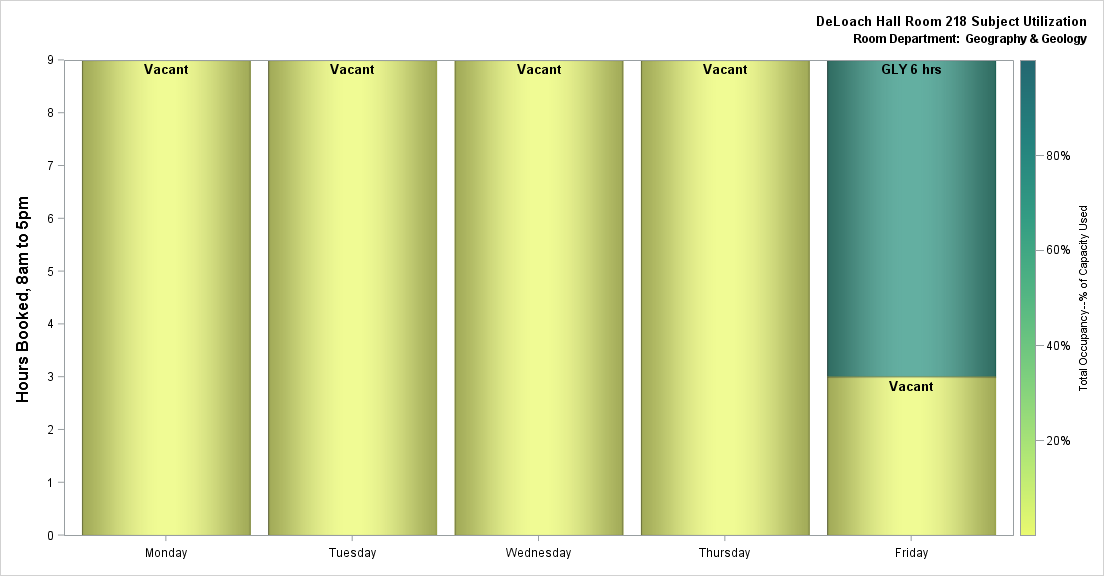 DeLoach Hall Room 218 Subject Utilization
Room Department: Geography & Geology
Hours Booked, 8am to 5pm
9
8
7
6
5
4
3
2
1
0
Vacant
Vacant
Vacant
Vacant
GLY 6 hrs
Vacant
Monday
Tuesday
Wednesday
Thursday
Friday
80%
60%
40%
20%
Total Occupancy--% of Capacity Used